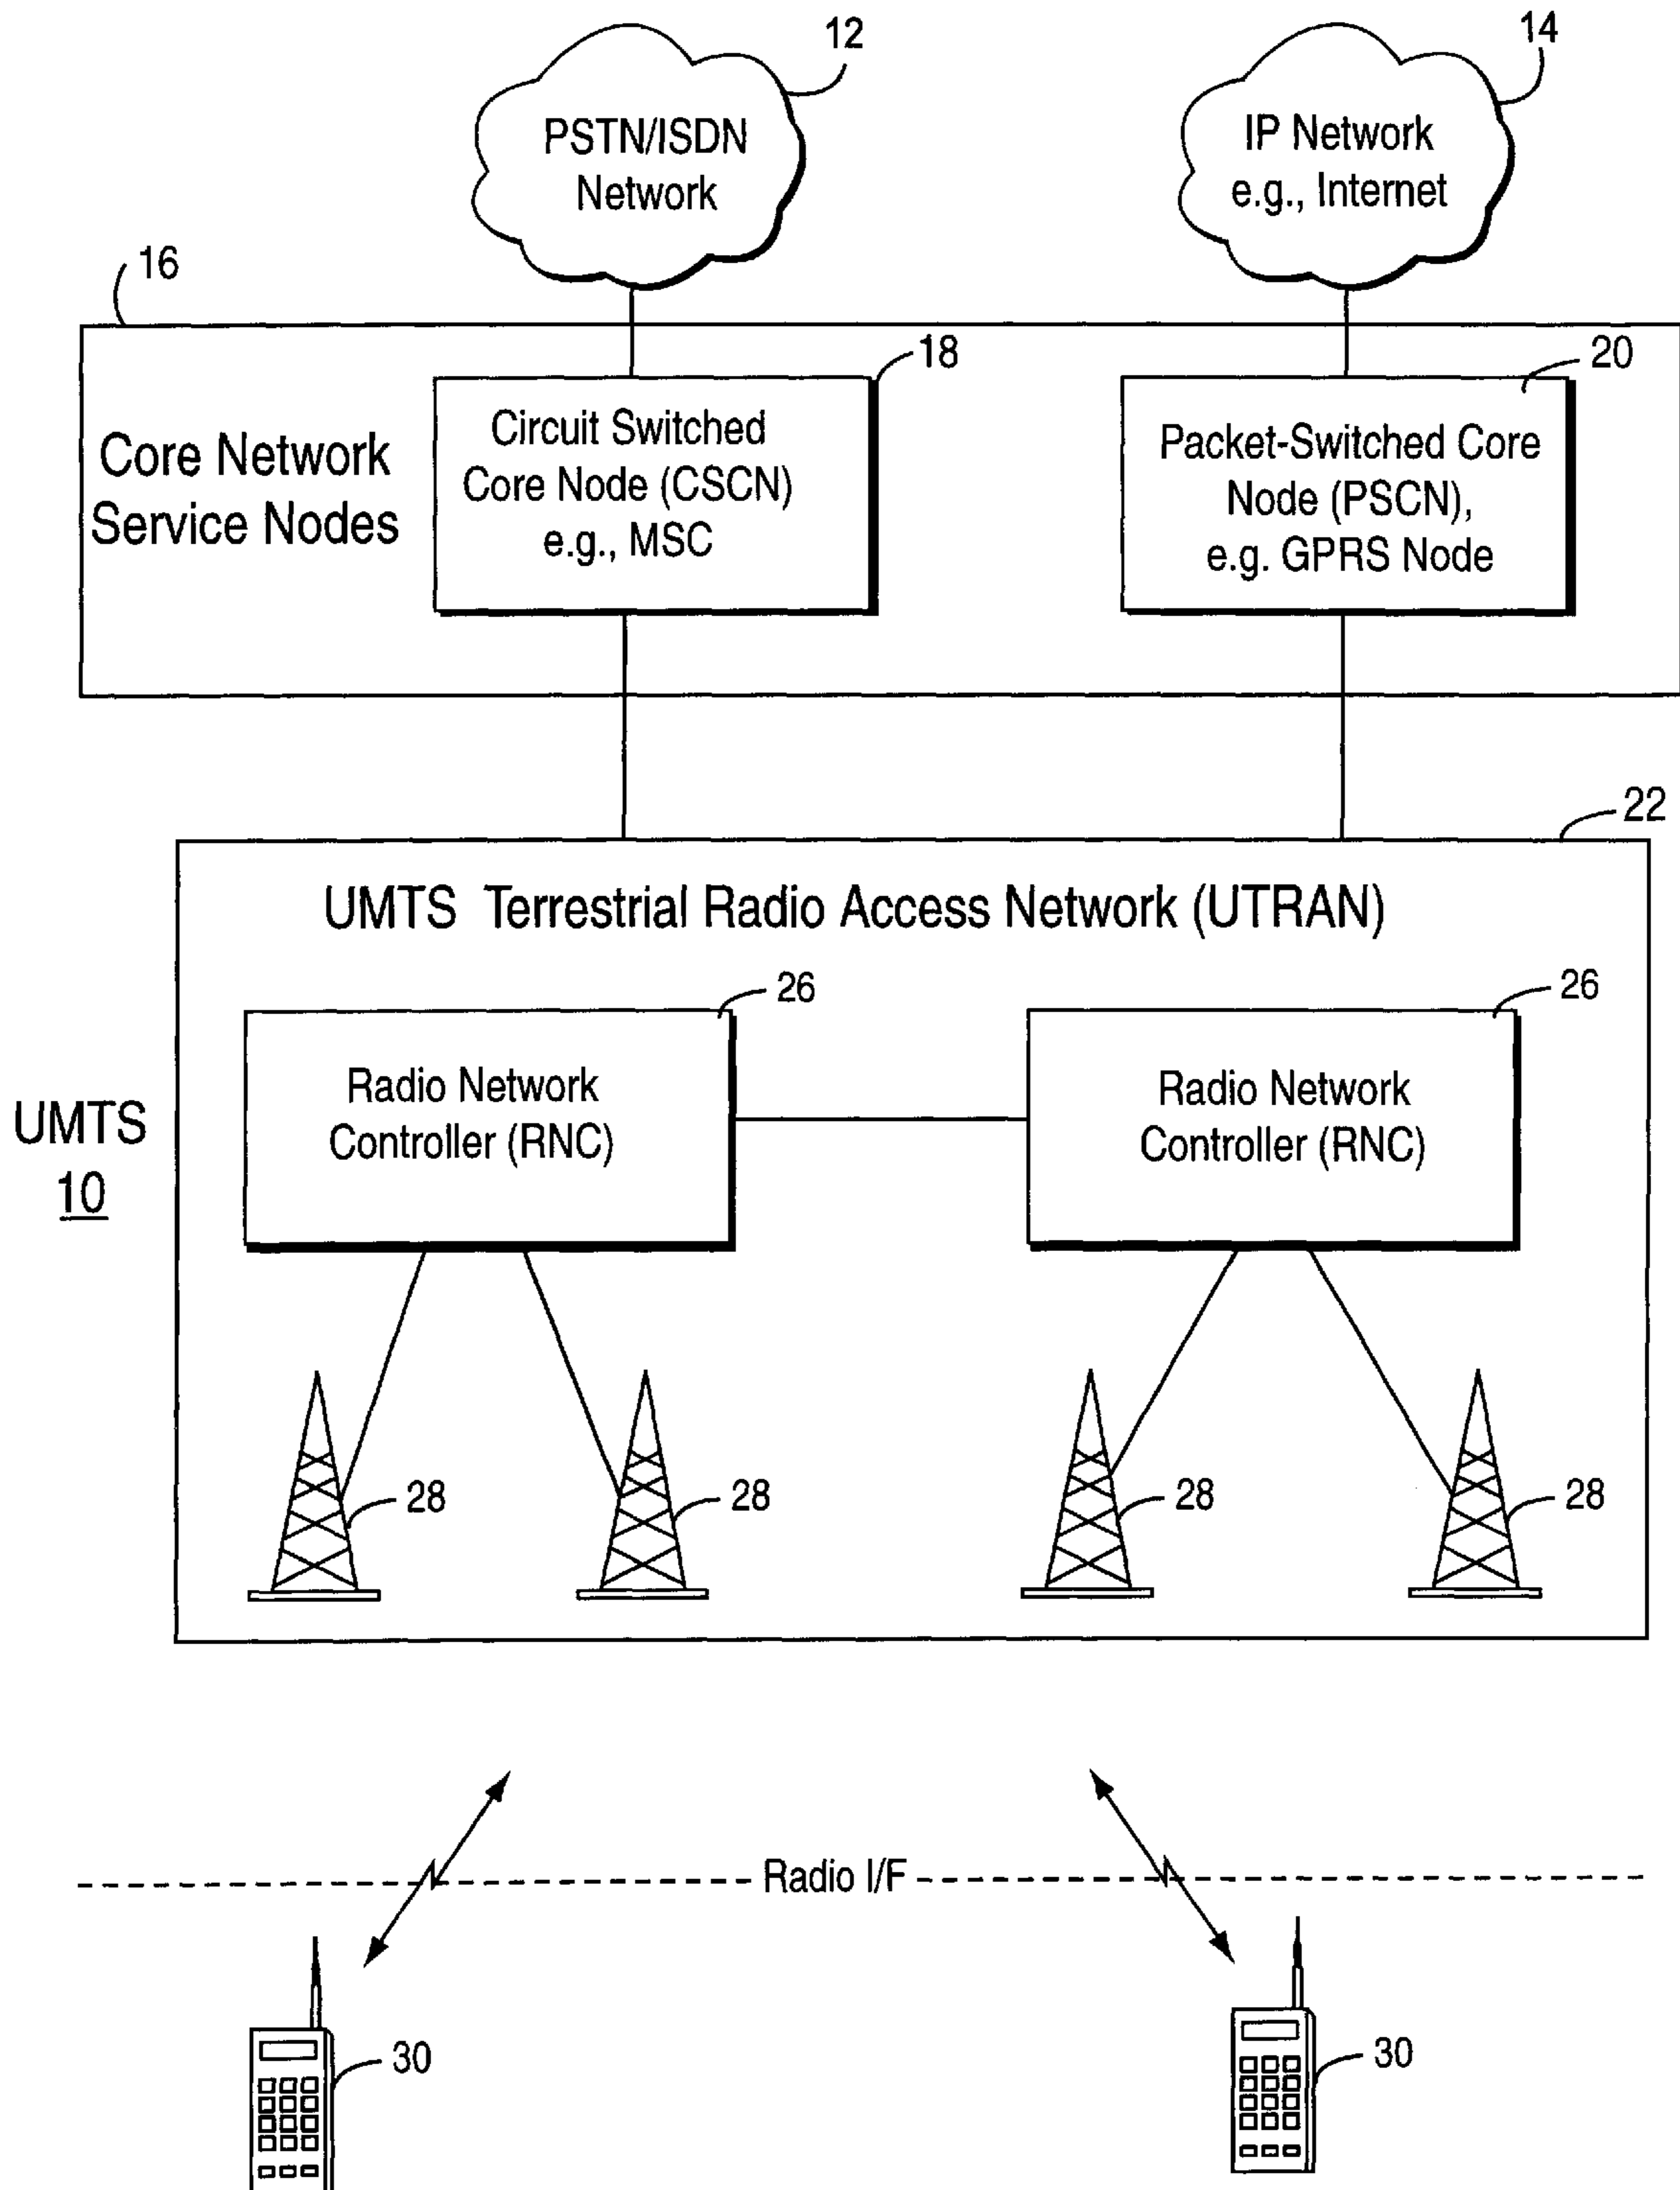 12
14
PSTN/ISDN
Network
IP Network
e.g., Internet
16
18
20
Core Network
Service Nodes
Circuit Switched
Core Node (CSCN)
e.g., MSC
Packet-Switched Core
Node (PSCN),
e.g. GPRS Node
22
UMTS Terrestrial Radio Access Network (UTRAN)
26
26
Radio Network
Controller (RNC)
Radio Network
Controller (RNC)
UMTS
10
28
28
28
28
Radio I/F
30
30